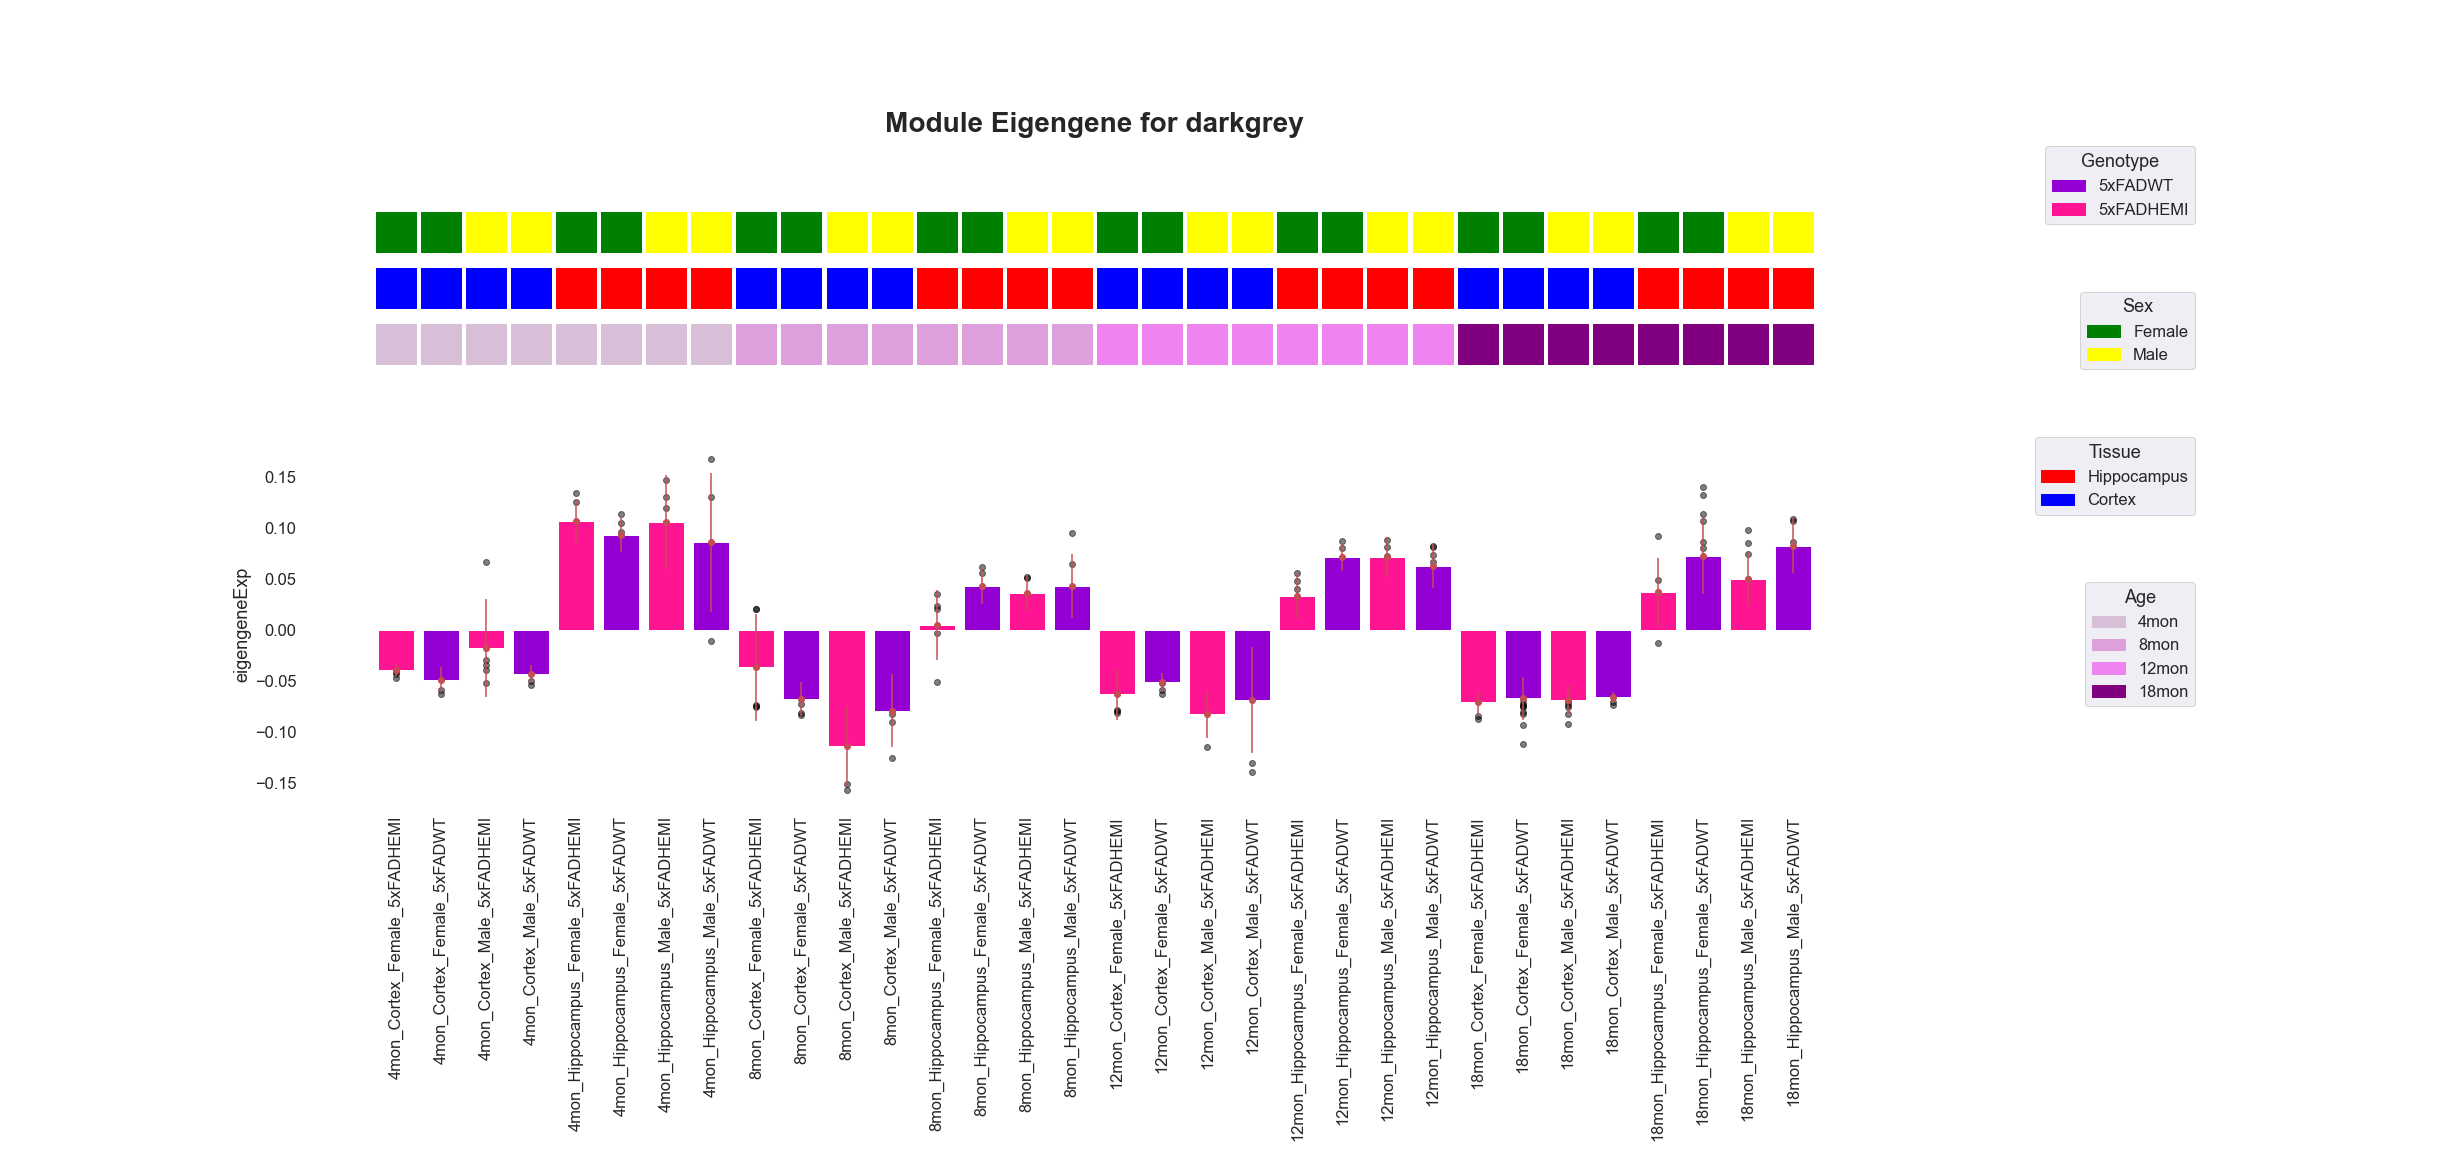 Module Eigengene for darkgrey
Genotype
5xFADWT
5xFADHEMI
Sex
Female
Male
Tissue
Hippocampus
Cortex
Age
4mon
8mon
12mon
18mon
eigengeneExp
0.15
0.10
0.05
0.00
−0.05
−0.10
−0.15
4mon_Cortex_Female_5xFADHEMI
4mon_Cortex_Female_5xFADWT
4mon_Cortex_Male_5xFADHEMI
4mon_Cortex_Male_5xFADWT
4mon_Hippocampus_Female_5xFADHEMI
4mon_Hippocampus_Female_5xFADWT
4mon_Hippocampus_Male_5xFADHEMI
4mon_Hippocampus_Male_5xFADWT
8mon_Cortex_Female_5xFADHEMI
8mon_Cortex_Female_5xFADWT
8mon_Cortex_Male_5xFADHEMI
8mon_Cortex_Male_5xFADWT
8mon_Hippocampus_Female_5xFADHEMI
8mon_Hippocampus_Female_5xFADWT
8mon_Hippocampus_Male_5xFADHEMI
8mon_Hippocampus_Male_5xFADWT
12mon_Cortex_Female_5xFADHEMI
12mon_Cortex_Female_5xFADWT
12mon_Cortex_Male_5xFADHEMI
12mon_Cortex_Male_5xFADWT
12mon_Hippocampus_Female_5xFADHEMI
12mon_Hippocampus_Female_5xFADWT
12mon_Hippocampus_Male_5xFADHEMI
12mon_Hippocampus_Male_5xFADWT
18mon_Cortex_Female_5xFADHEMI
18mon_Cortex_Female_5xFADWT
18mon_Cortex_Male_5xFADHEMI
18mon_Cortex_Male_5xFADWT
18mon_Hippocampus_Female_5xFADHEMI
18mon_Hippocampus_Female_5xFADWT
18mon_Hippocampus_Male_5xFADHEMI
18mon_Hippocampus_Male_5xFADWT